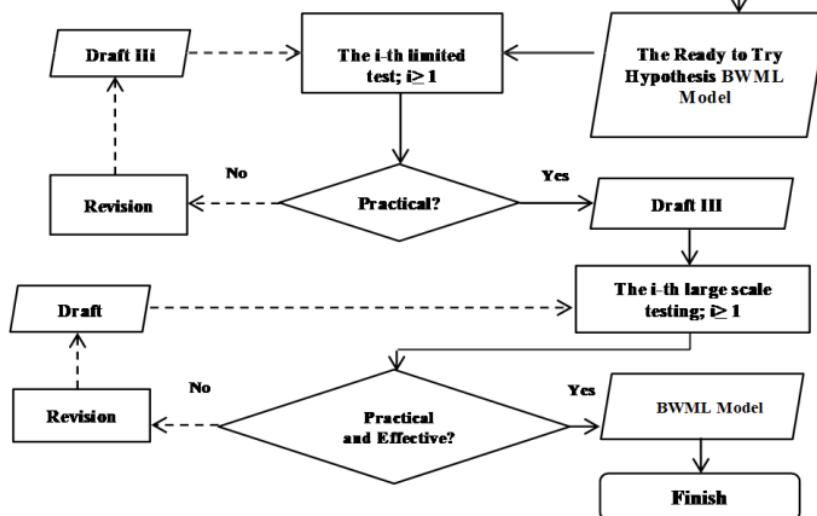 Draft IIi
The i-th limited
test; i≥ 1
The Ready to Try
Hypothesis BWML
Model
No
Yes
Revision
Practical?
Draft III
The i-th large scale
testing; i≥ 1
Draft
No
Yes
Revision
Practical
and Effective?
BWML Model
Finish